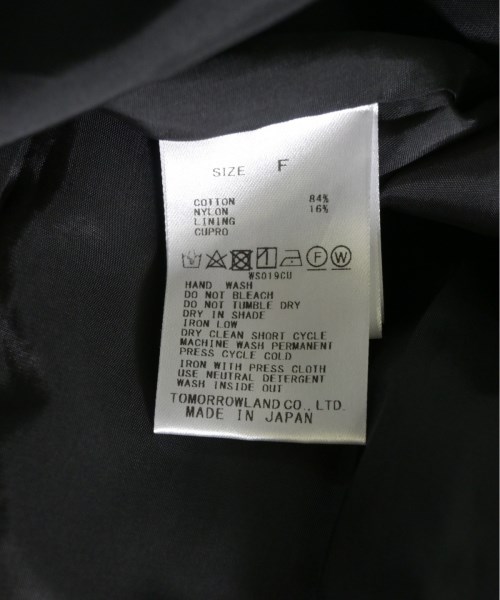 SIZE F
COTTON 84%
NYLON 16%
LINING
CUPRO
F W
WS019CU
HAND WASH
DO NOT BLEACH
DO NOT TUMBLE DRY
DRY IN SHADE
IRON LOW
DRY CLEAN SHORT CYCLE
MACHINE WASH PERMANENT
PRESS CYCLE COLD
IRON WITH PRESS CLOTH
USE NEUTRAL DETERGENT
WASH INSIDE OUT
TOMORROWLAND CO., LTD.
MADE IN JAPAN